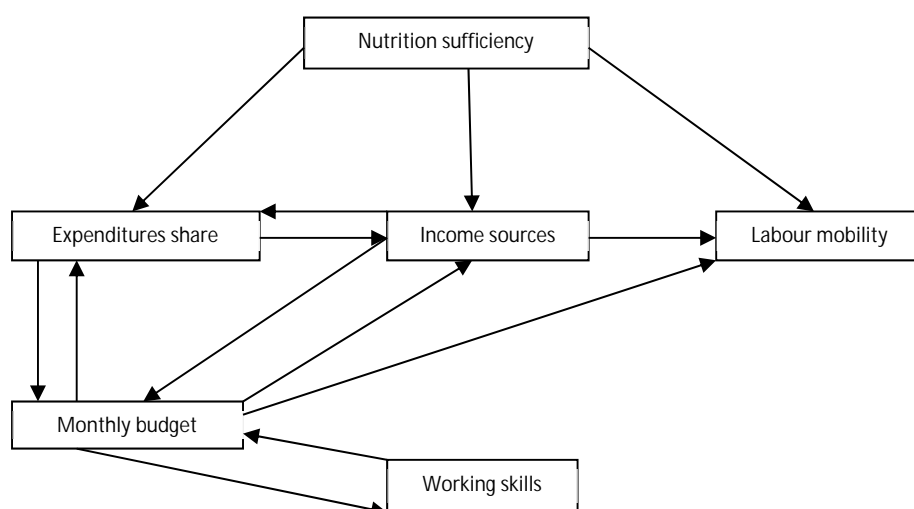 Nutrition sufficiency
Expenditures share
Income sources
Labour mobility
Monthly budget
Working skills